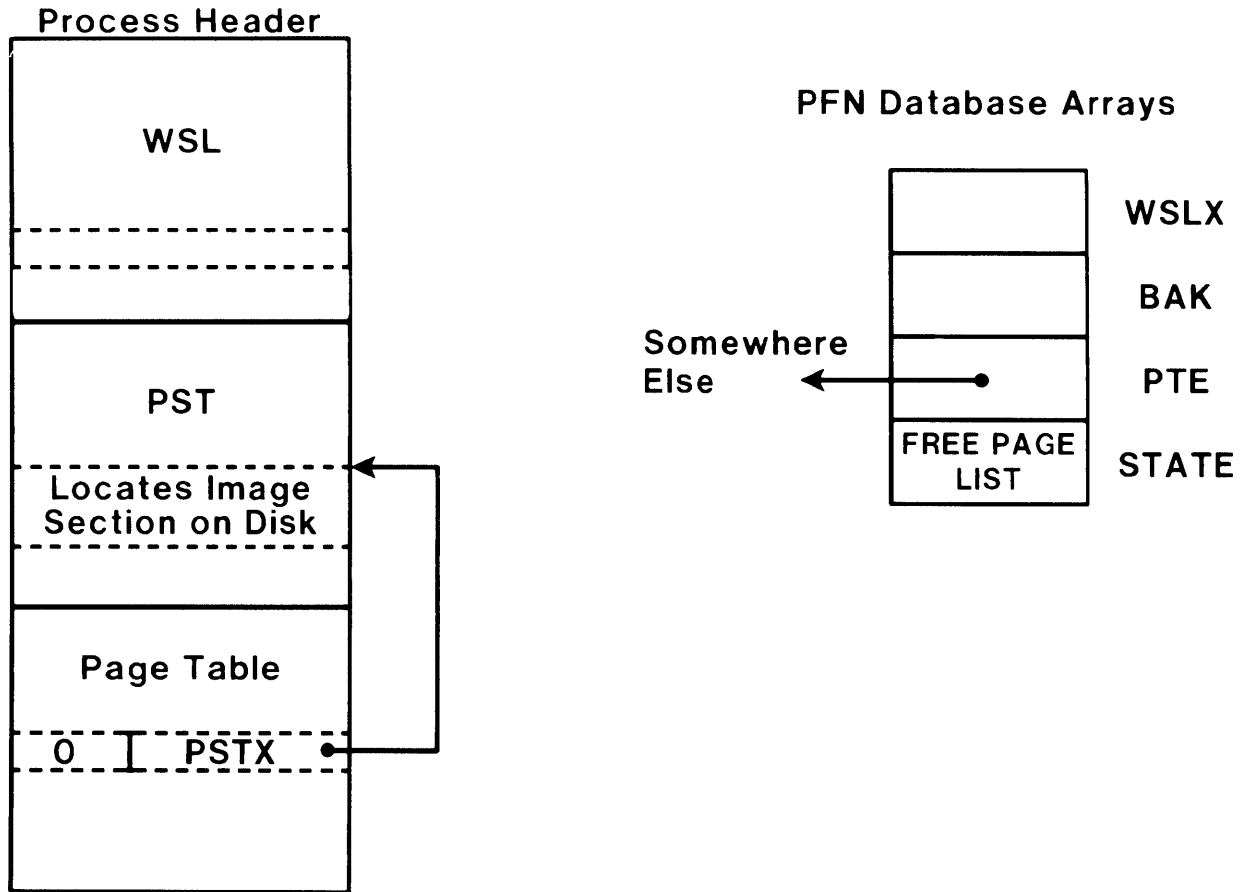 Process Header
WSL
PST
Locates Image
Section on Disk
Page Table
0 PSTX
PFN Database Arrays
WSLX
BAK
Somewhere
Else
PTE
FREE PAGE
LIST
STATE